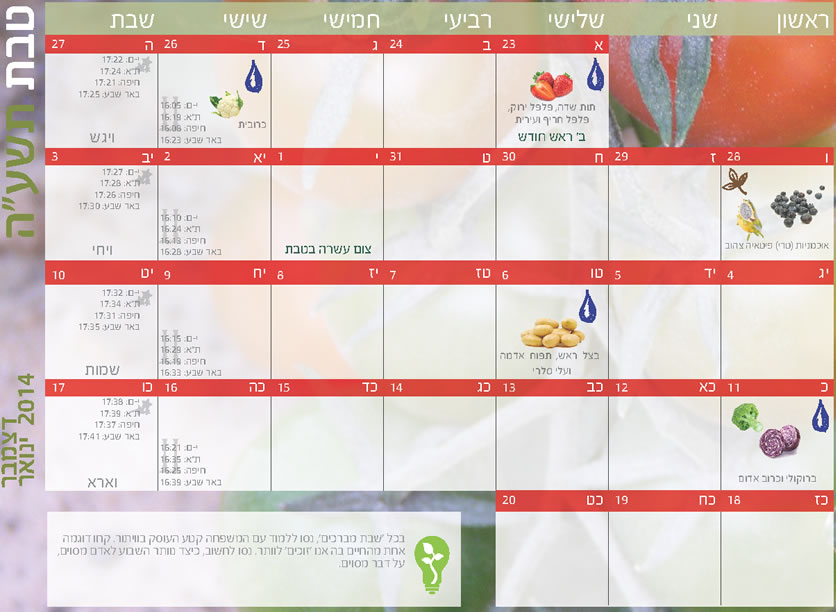 טבת תשע"ה
דצמבר ינואר 2014
ראשון שני שלישי רביעי חמישי שישי שבת
א 23
תות שדה, פלפל ירוק,
פלפל חריף ועירית
ב' ראש חודש
ב 24
ג 25
ד 26
כרובית
י-ם: 16:05
ת"א: 16:19
חיפה: 16:08
באר שבע: 16:23
ה 27
י-ם: 17:22
ת"א: 17:24
חיפה: 17:21
באר שבע: 17:25
ויגש
ו 28
אוכמניות (טרי) פיטאיה צהוב
ז 29
ח 30
ט 31
י 1
צום עשרה בטבת
יא 2
י-ם: 16:10
ת"א: 16:24
חיפה: 16:13
באר שבע: 16:28
יב 3
י-ם: 17:27
ת"א: 17:28
חיפה: 17:26
באר שבע: 17:30
ויחי
יג 4
יד 5
טו 6
בצל ראש, תפוח אדמה
ועלי סלרי
טז 7
יז 8
יח 9
י-ם: 16:15
ת"א: 16:29
חיפה: 16:19
באר שבע: 16:33
יט 10
י-ם: 17:32
ת"א: 17:34
חיפה: 17:31
באר שבע: 17:35
שמות
כ 11
ברוקולי וכרוב אדום
כא 12
כב 13
כג 14
כד 15
כה 16
י-ם: 16:21
ת"א: 16:35
חיפה: 16:25
באר שבע: 16:39
כו 17
י-ם: 17:38
ת"א: 17:39
חיפה: 17:37
באר שבע: 17:41
וארא
כז 18
כח 19
כט 20
בכל 'שבת מברכים', נסו ללמוד עם המשפחה קטע העוסק בוויתור. קחו דוגמה
אחת מהחיים בה אנו 'זוכים' לוותר. נסו לחשוב, כיצד מותר השבוע לאדם מסוים,
על דבר מסוים.